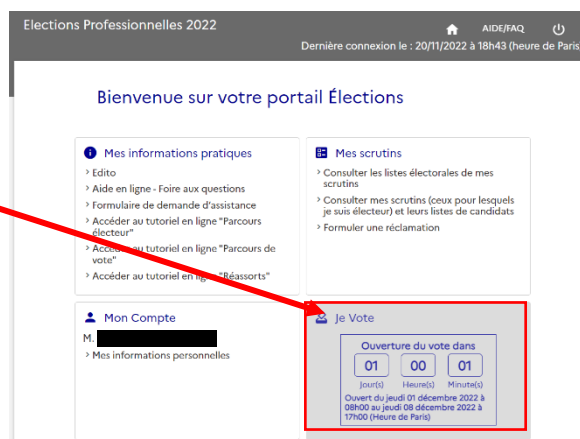 Elections Professionnelles 2022
AIDE/FAQ
Dernière connexion le : 20/11/2022 à 18h43 (heure de Paris
Bienvenue sur votre portail Élections
Mes informations pratiques
> Edito
> Aide en ligne - Foire aux questions
> Formulaire de demande d'assistance
> Accéder au tutoriel en ligne "Parcours
électeur"
> Accéder au tutoriel en ligne "Parcours de
vote"
> Accéder au tutoriel en ligne "Réassorts"
Mes scrutins
> Consulter les listes électorales de mes
scrutins
> Consulter mes scrutins (ceux pour lesquels
je suis électeur) et leurs listes de candidats
> Formuler une réclamation
Mon Compte
M.
> Mes informations personnelles
Je Vote
Ouverture du vote dans
01 00 01
Jour(s) Heure(s) Minute(s)
Ouvert du jeudi 01 décembre 2022 à
08h00 au jeudi 08 décembre 2022 à
17h00 (Heure de Paris)